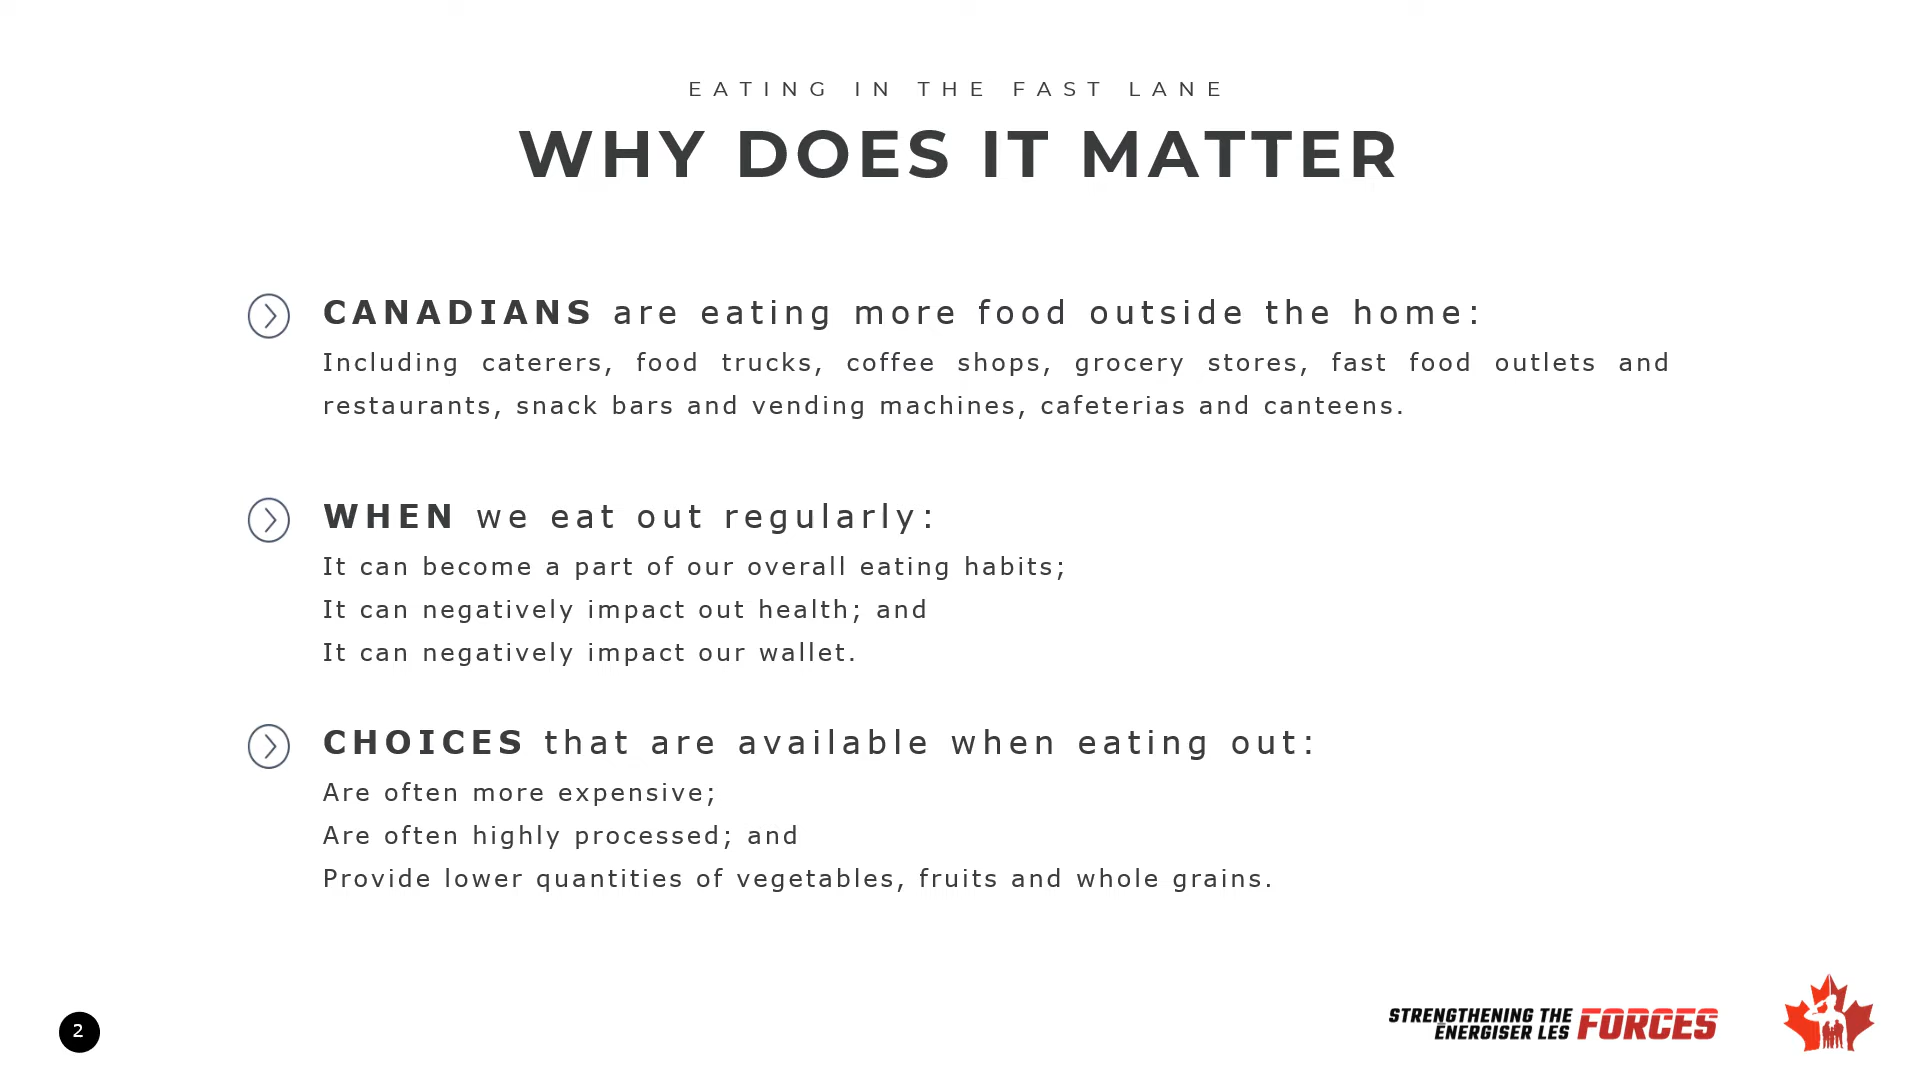 EATING IN THE FAST LANE
WHY DOES IT MATTER
CANADIANS are eating more food outside the home:
Including caterers, food trucks, coffee shops, grocery stores, fast food outlets and
restaurants, snack bars and vending machines, cafeterias and canteens.
WHEN we eat out regularly:
It can become a part of our overall eating habits;
It can negatively impact out health; and
It can negatively impact our wallet.
CHOICES that are available when eating out:
Are often more expensive;
Are often highly processed; and
Provide lower quantities of vegetables, fruits and whole grains.
2
STRENGTHENING THE
ÉNERGISER LES FORCES